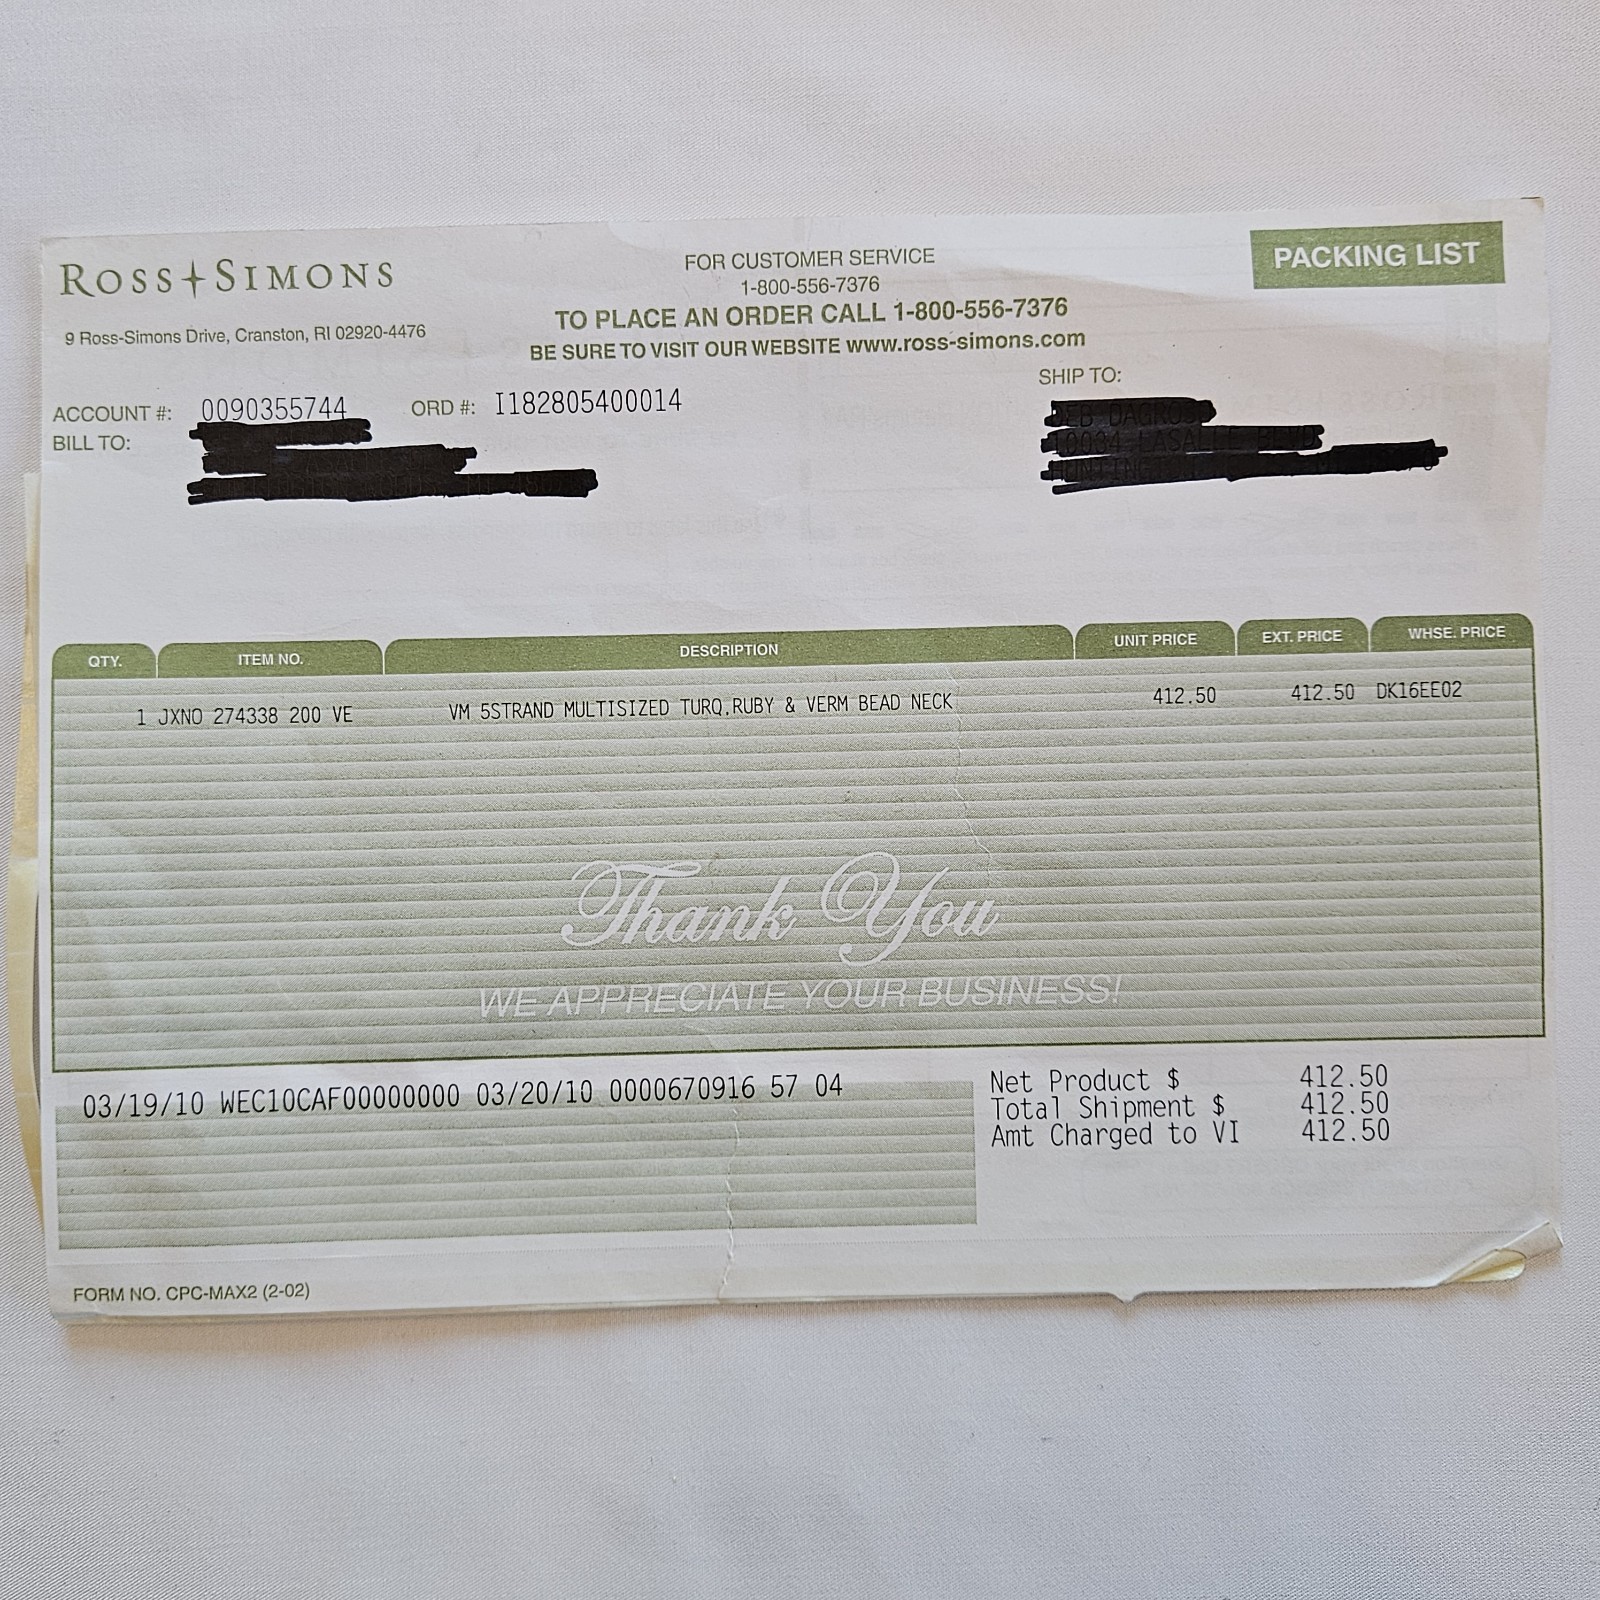 ROSS SIMONS
9 Ross-Simons Drive, Cranston, RI 02920-4476
FOR CUSTOMER SERVICE
1-800-556-7376
TO PLACE AN ORDER CALL 1-800-556-7376
BE SURE TO VISIT OUR WEBSITE www.ross-simons.com
PACKING LIST
ACCOUNT #: 0090355744 ORD #: I182805400014
BILL TO:
SHIP TO:
QTY. ITEM NO. DESCRIPTION UNIT PRICE EXT. PRICE WHSE. PRICE
1 JXNO 274338 200 VE VM 5STRAND MULTISIZED TURQ,RUBY & VERM BEAD NECK 412.50 412.50 DK16EE02
Thank You
WE APPRECIATE YOUR BUSINESS!
03/19/10 WEC10CAF00000000 03/20/10 0000670916 57 04
Net Product $ 412.50
Total Shipment $ 412.50
Amt Charged to VI 412.50
FORM NO. CPC-MAX2 (2-02)